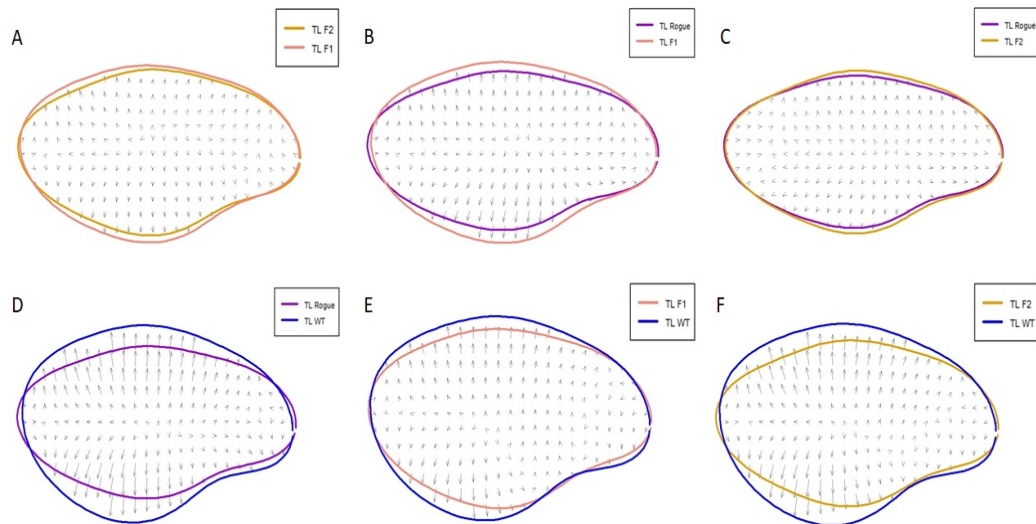 A
TL F2
TL F1
B
TL Rogue
TL F1
C
TL Rogue
TL F2
D
TL Rogue
TL WT
E
TL F1
TL WT
F
TL F2
TL WT